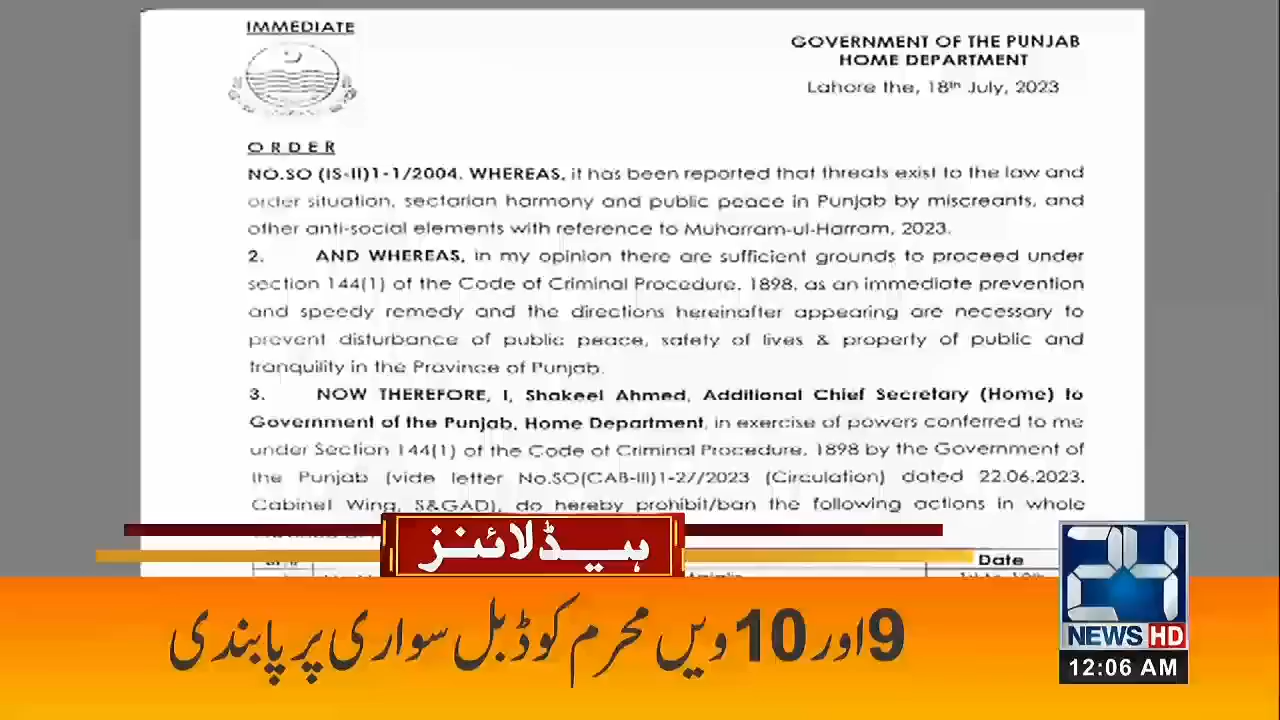 IMMEDIATE
GOVERNMENT OF THE PUNJAB
HOME DEPARTMENT
Lahore the, 18th July, 2023
ORDER
NO.SO (IS-II)1-1/2004. WHEREAS, it has been reported that threats exist to the law and
order situation, sectarian harmony and public peace in Punjab by miscreants, and
other anti-social elements with reference to Muharram-ul-Harram, 2023.
2. AND WHEREAS, in my opinion there are sufficient grounds to proceed under
section 144(1) of the Code of Criminal Procedure, 1898, as an immediate prevention
and speedy remedy and the directions hereinafter appearing are necessary to
prevent disturbance of public peace, safety of lives & property of public and
tranquility in the Province of Punjab.
3. NOW THEREFORE, I, Shakeel Ahmed, Additional Chief Secretary (Home) to
Government of the Punjab, Home Department, in exercise of powers conferred to me
under Section 144(1) of the Code of Criminal Procedure, 1898 by the Government of
the Punjab (vide letter No.SO(CAB-III)1-27/2023 (Circulation) dated 22.06.2023,
Cabinet Wing, S&GAD), do hereby prohibit/ban the following actions in whole
Date
ہیڈلائنز
9 اور 10 ویں محرم کو ڈبل سواری پر پابندی
24
NEWS HD
12:06 AM